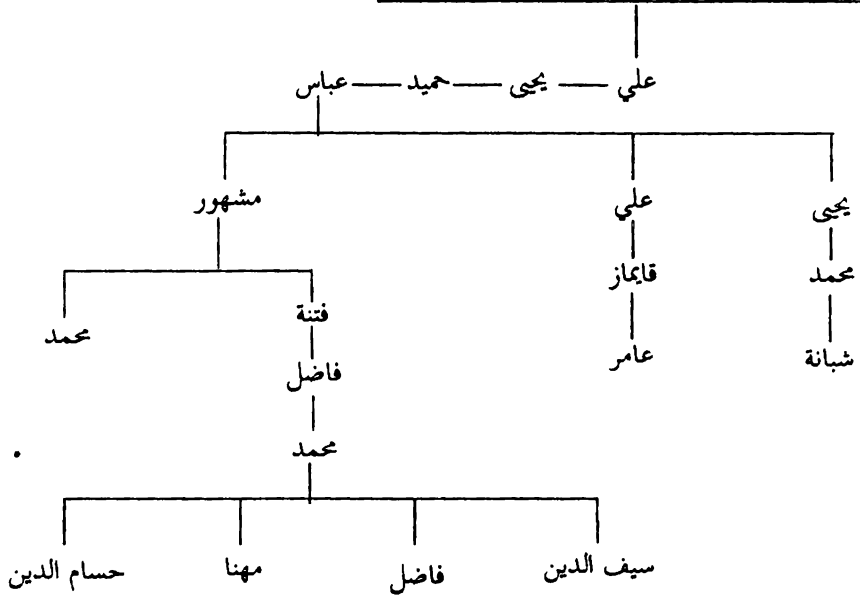 علي يحيى حميد عباس
يحيى علي مشهور
محمد قايماز
فتنة محمد
شبانة عامر
فاضل
محمد
سيف الدين فاضل مهنا حسام الدين